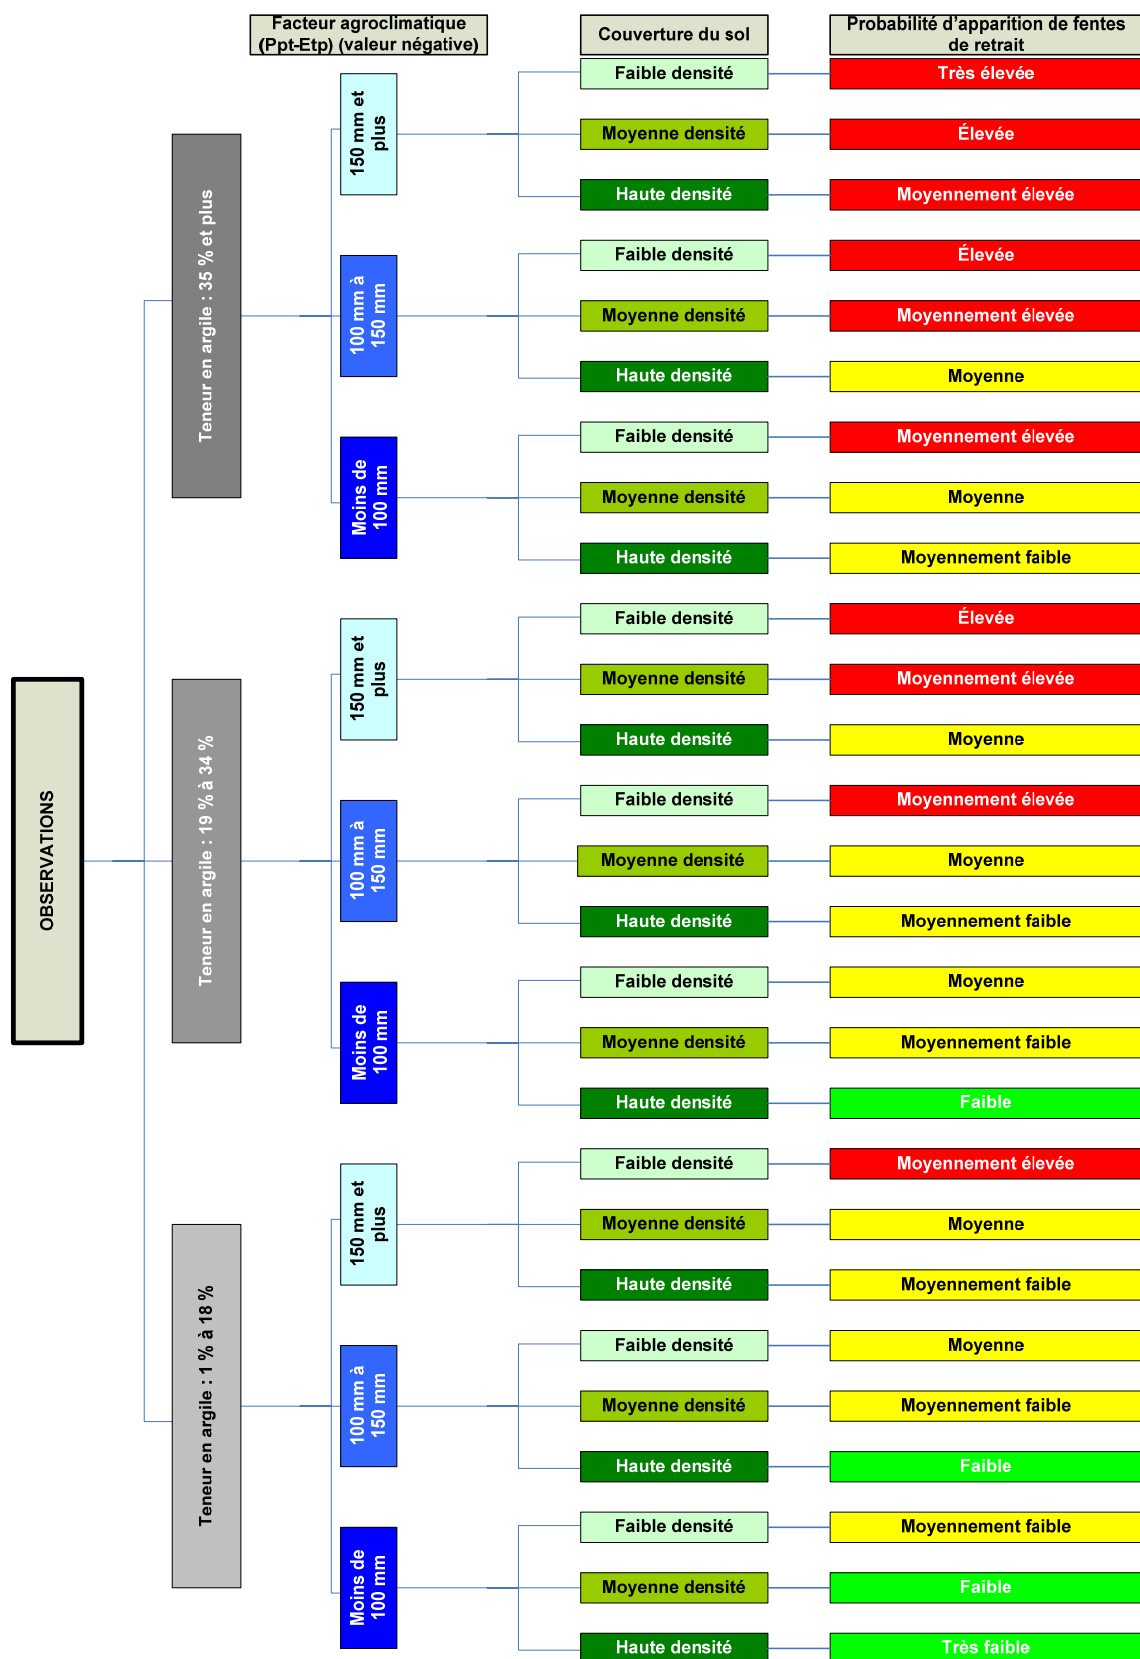 Facteur agroclimatique
(Ppt-Etp) (valeur négative)
Couverture du sol
Probabilité d’apparition de fentes
de retrait
OBSERVATIONS
Teneur en argile : 35 % et plus
150 mm et
plus
Faible densité
Très élevée
Moyenne densité
Élevée
Haute densité
Moyennement élevée
100 mm à
150 mm
Faible densité
Élevée
Moyenne densité
Moyennement élevée
Haute densité
Moyenne
Moins de
100 mm
Faible densité
Moyennement élevée
Moyenne densité
Moyenne
Haute densité
Moyennement faible
Teneur en argile : 19 % à 34 %
150 mm et
plus
Faible densité
Élevée
Moyenne densité
Moyennement élevée
Haute densité
Moyenne
100 mm à
150 mm
Faible densité
Moyennement élevée
Moyenne densité
Moyenne
Haute densité
Moyennement faible
Moins de
100 mm
Faible densité
Moyenne
Moyenne densité
Moyennement faible
Haute densité
Faible
Teneur en argile : 1 % à 18 %
150 mm et
plus
Faible densité
Moyennement élevée
Moyenne densité
Moyenne
Haute densité
Moyennement faible
100 mm à
150 mm
Faible densité
Moyenne
Moyenne densité
Moyennement faible
Haute densité
Faible
Moins de
100 mm
Faible densité
Moyennement faible
Moyenne densité
Faible
Haute densité
Très faible